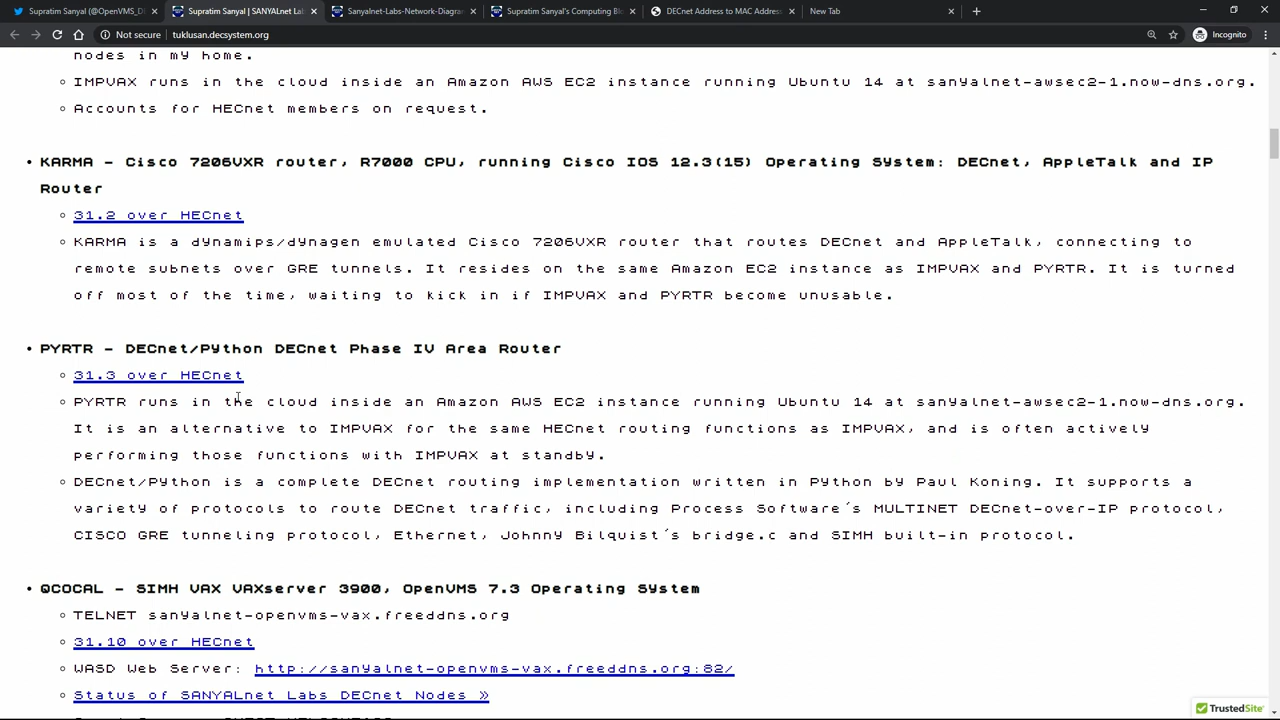 Supratim Sanyal (@OpenVMS_D
Supratim Sanyal | SANYALnet La
Sanyalnet-Labs-Network-Diagram
Supratim Sanyal's Computing Bl
DECnet Address to MAC Address
New Tab
Not secure | tuklusan.decsystem.org
Incognito
nodes in my home.
IMPVAX runs in the cloud inside an Amazon AWS EC2 instance running Ubuntu 14 at sanyalnet-awsec2-1.now-dns.org.
Accounts for HECnet members on request.
• KARMA - Cisco 7206VXR router, R7000 CPU, running Cisco IOS 12.3(15) Operating System: DECnet, AppleTalk and IP
Router
31.2 over HECnet
KARMA is a dynamips/dynagen emulated Cisco 7206VXR router that routes DECnet and AppleTalk, connecting to
remote subnets over GRE tunnels. It resides on the same Amazon EC2 instance as IMPVAX and PYRTR. It is turned
off most of the time, waiting to kick in if IMPVAX and PYRTR become unusable.
• PYRTR - DECnet/Python DECnet Phase IV Area Router
31.3 over HECnet
PYRTR runs in the cloud inside an Amazon AWS EC2 instance running Ubuntu 14 at sanyalnet-awsec2-1.now-dns.org.
It is an alternative to IMPVAX for the same HECnet routing functions as IMPVAX, and is often actively
performing those functions with IMPVAX at standby.
DECnet/Python is a complete DECnet routing implementation written in Python by Paul Koning. It supports a
variety of protocols to route DECnet traffic, including Process Software´s MULTINET DECnet-over-IP protocol,
CISCO GRE tunneling protocol, Ethernet, Johnny Bilquist´s bridge.c and SIMH built-in protocol.
• QCOCAL - SIMH VAX VAXserver 3900, OpenVMS 7.3 Operating System
TELNET sanyalnet-openvms-vax.freeddns.org
31.10 over HECnet
WASD Web Server: http://sanyalnet-openvms-vax.freeddns.org:82/
Status of SANYALnet Labs DECnet Nodes »
TrustedSite